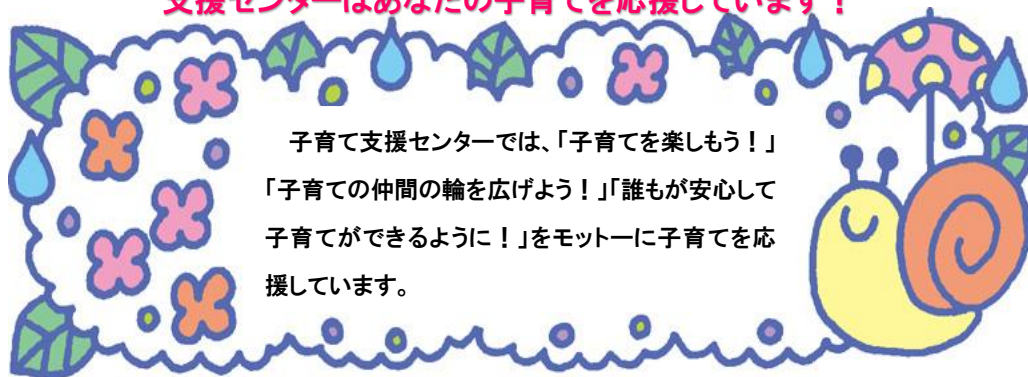 支援センターはあなたの子育てを応援しています！
子育て支援センターでは、「子育てを楽しもう！」
「子育ての仲間の輪を広げよう！」「誰もが安心して
子育てができるように！」をモットーに子育てを応
援しています。